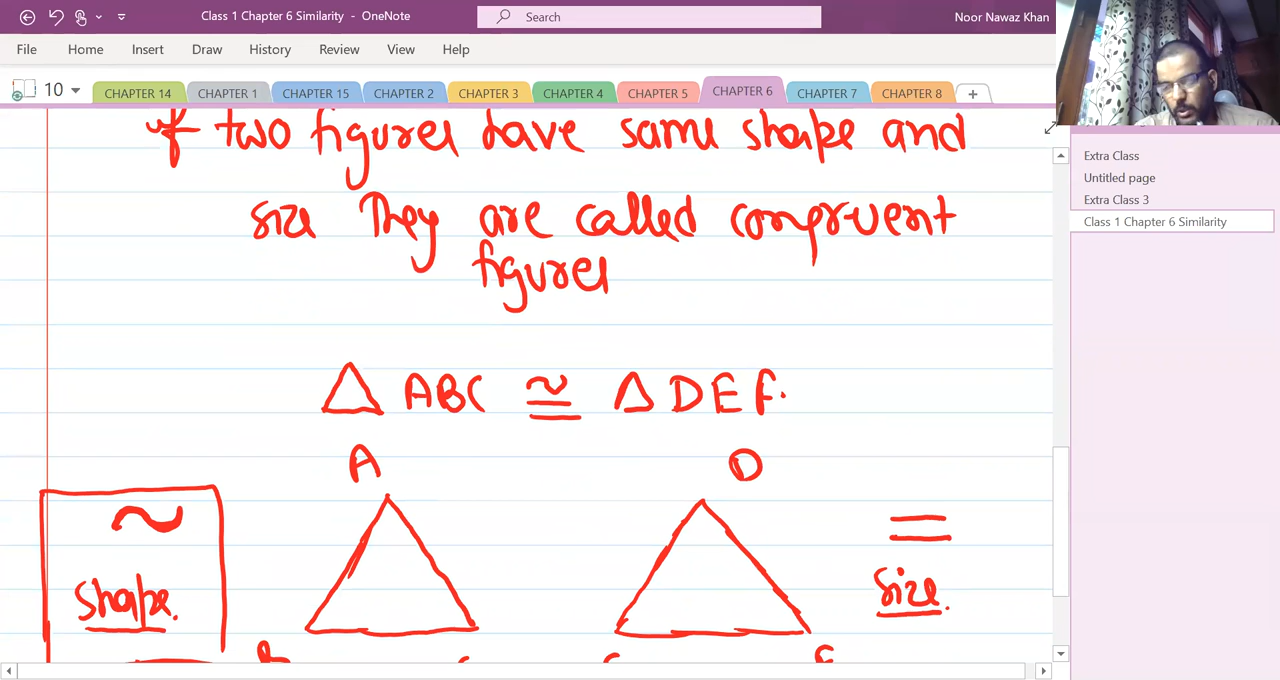 Class 1 Chapter 6 Similarity - OneNote
Search
Noor Nawaz Khan
File Home Insert Draw History Review View Help
10
CHAPTER 14 CHAPTER 1 CHAPTER 15 CHAPTER 2 CHAPTER 3 CHAPTER 4 CHAPTER 5 CHAPTER 6 CHAPTER 7 CHAPTER 8 +
if two figures have same shape and
size They are called congruent
figures
△ ABC ≅ △ DEF.
A D
~ =
shape. size.
Extra Class
Untitled page
Extra Class 3
Class 1 Chapter 6 Similarity